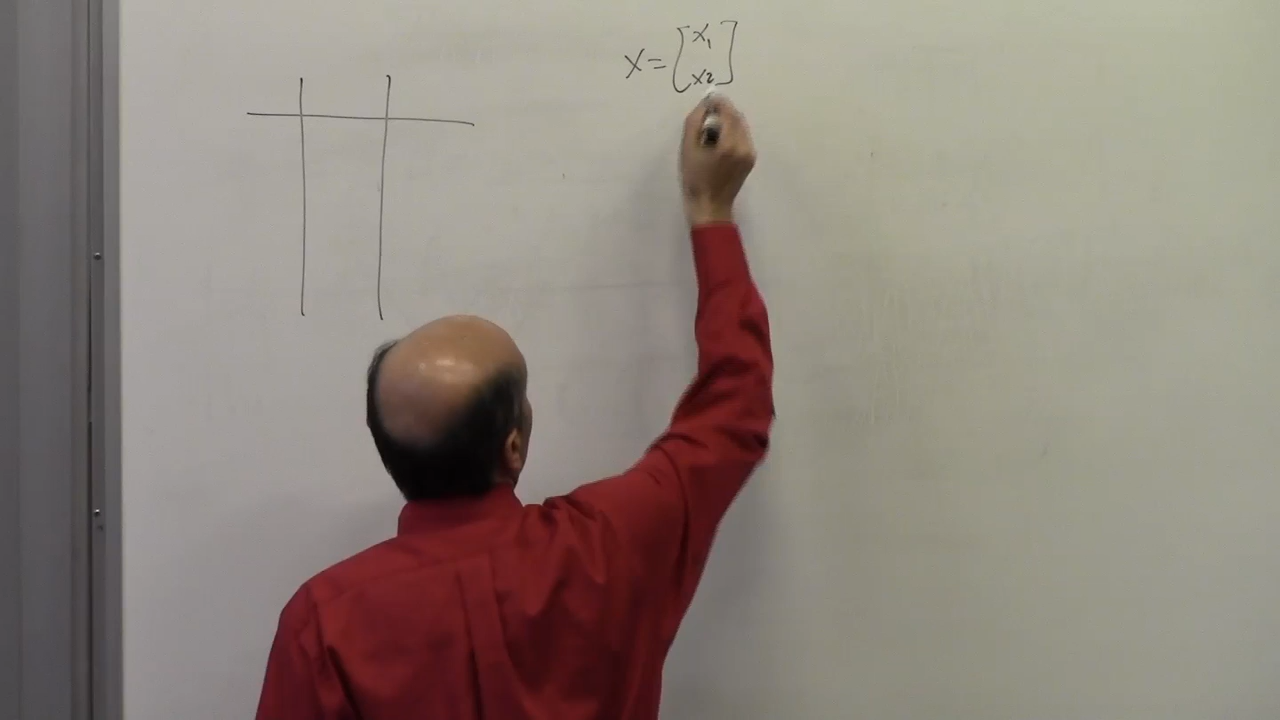 X = [x₁
x₂]